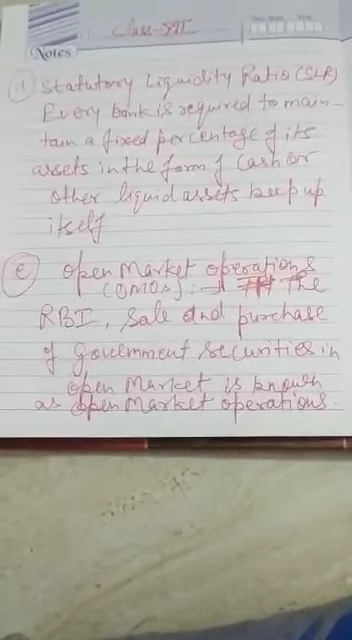 Class-XII
Notes
d Statutory Liquidity Ratio (SLR)
Every bank is required to main-
tain a fixed percentage of its
assets in the form of Cash or
other liquid assets keep up
itself
e Open Market operations
(OMOs):- The
RBI, Sale and purchase
of government securities in
open Market is known
as open Market operations.